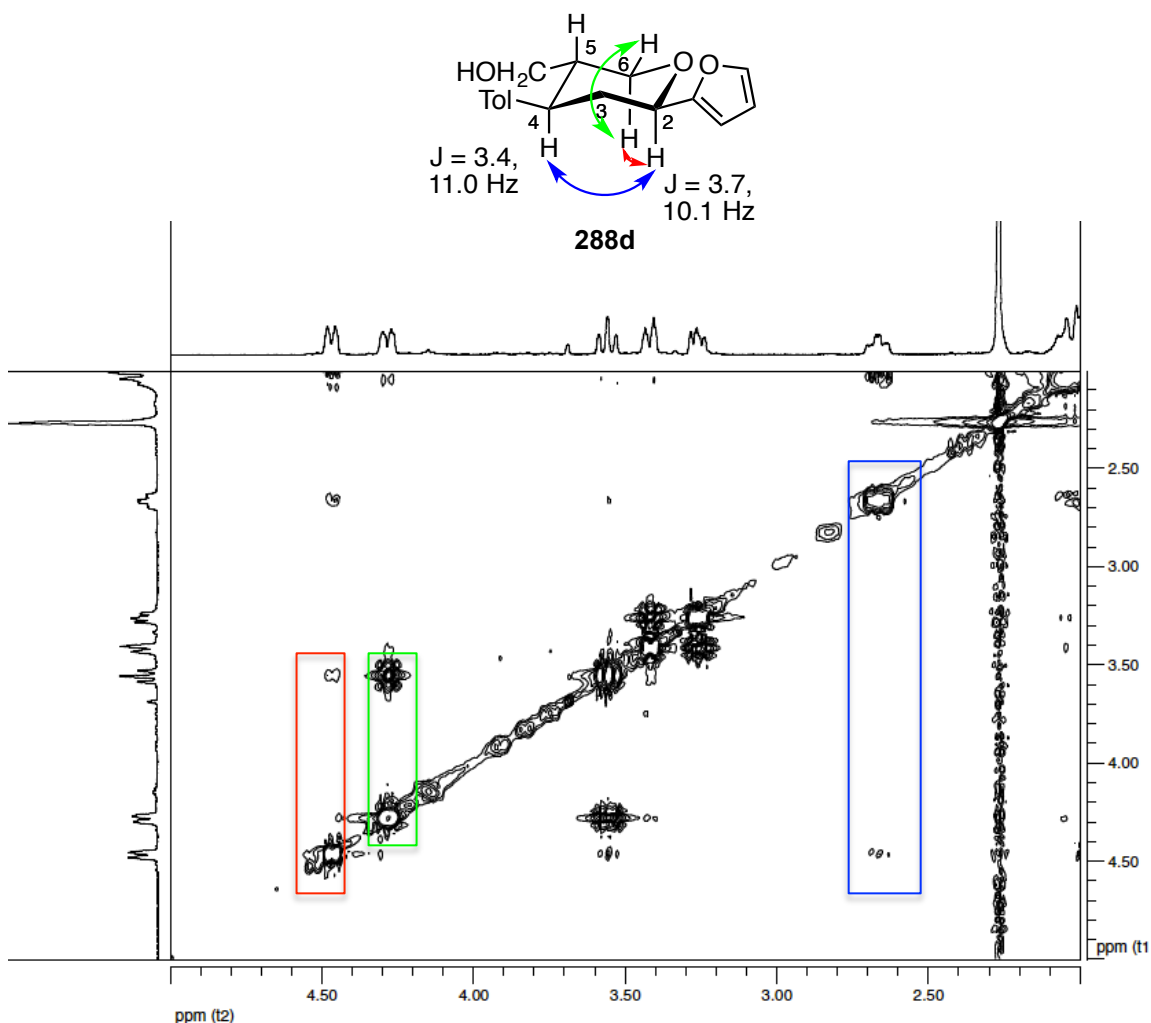 H
5
H
6
O
O
HOH2C
Tol
3
4
2
H
H
H
J = 3.4,
11.0 Hz
J = 3.7,
10.1 Hz
288d
2.50
3.00
3.50
4.00
4.50
ppm (t1
4.50
4.00
3.50
3.00
2.50
ppm (t2)